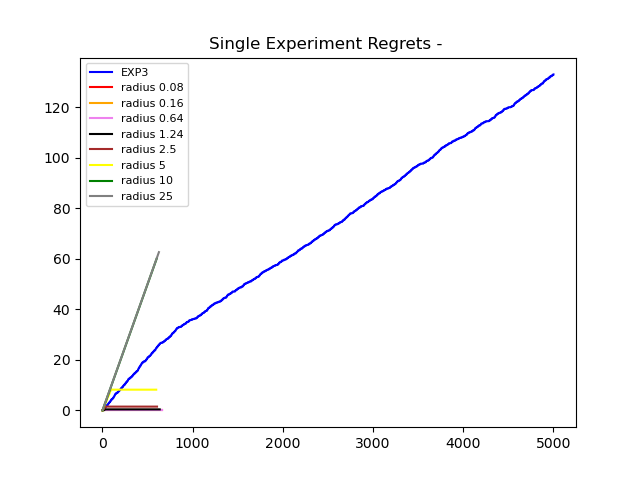 Single Experiment Regrets -
EXP3
radius 0.08
radius 0.16
radius 0.64
radius 1.24
radius 2.5
radius 5
radius 10
radius 25
120
100
80
60
40
20
0
0 1000 2000 3000 4000 5000